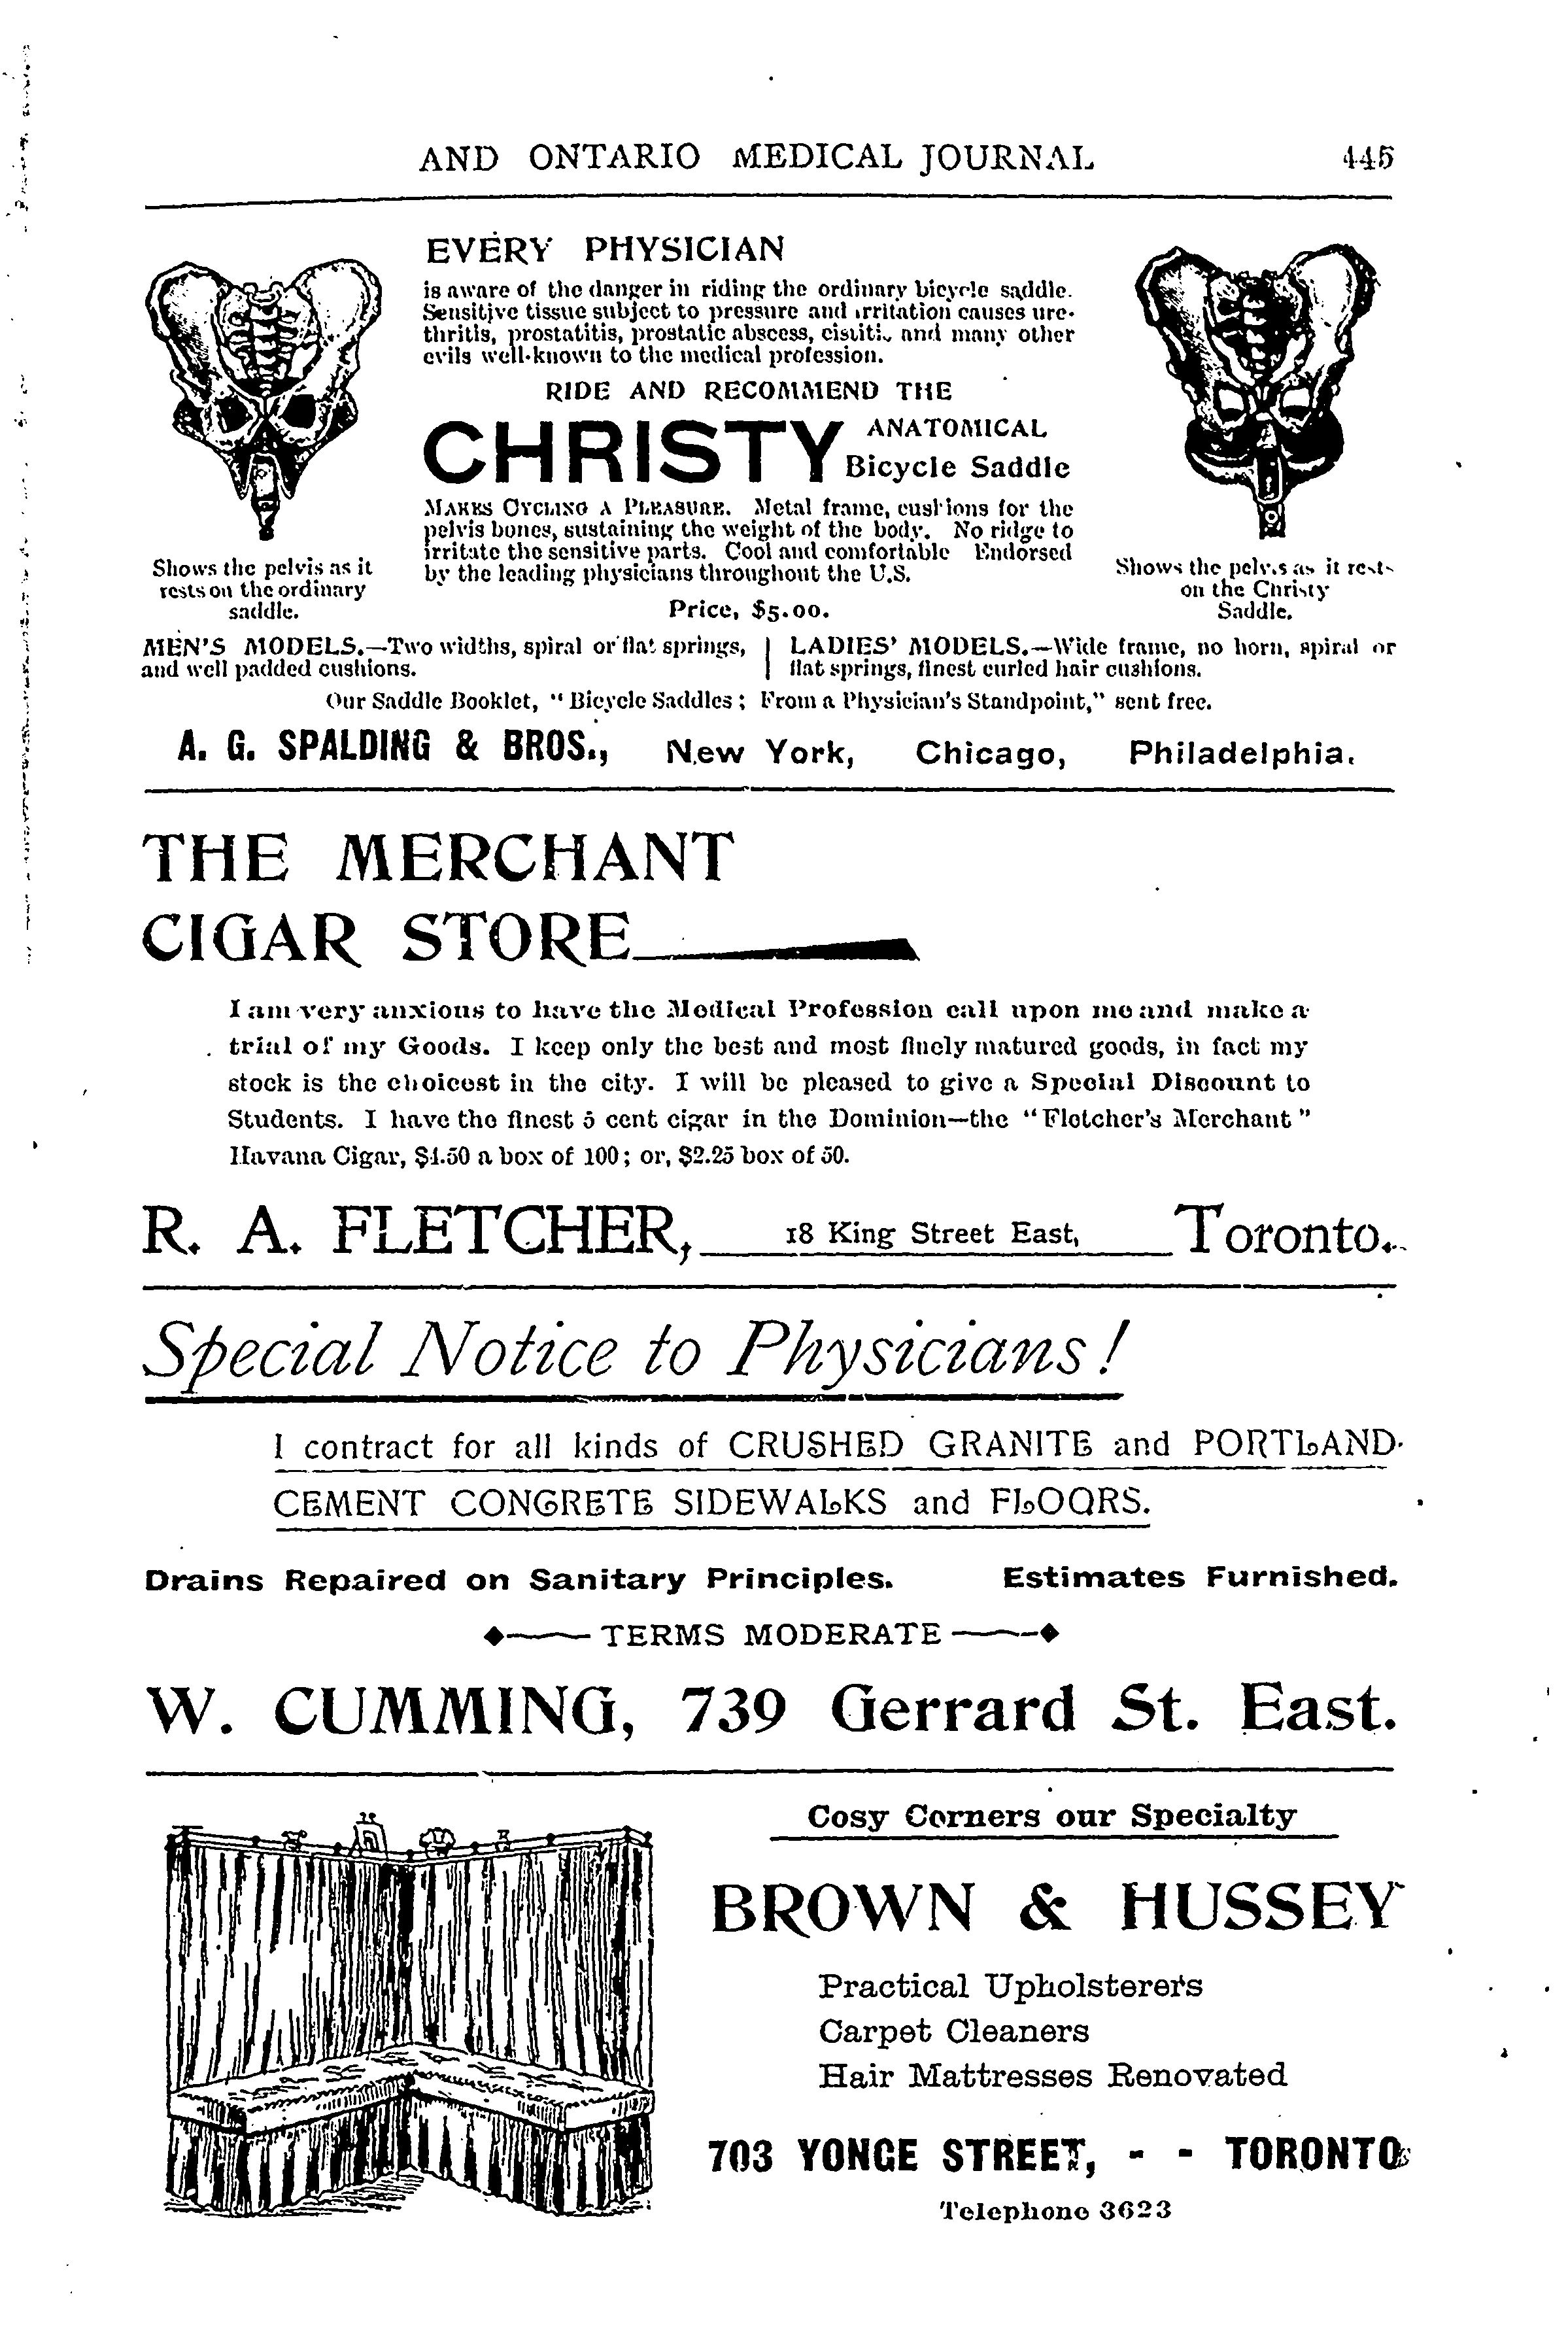 AND ONTARIO MEDICAL JOURNAL 445
EVERY PHYSICIAN
is aware of the danger in riding the ordinary bicycle saddle.
Sensitive tissue subject to pressure and irritation causes ure-
thritis, prostatitis, prostatic abscess, and many other
evils well-known to the medical profession.
RIDE AND RECOMMEND THE
CHRISTY ANATOMICAL
Bicycle Saddle
MAKES CYCLING A PLEASURE. Metal frame, cushions for the
pelvis bones, sustaining the weight of the body. No ridge to
irritate the sensitive parts. Cool and comfortable Endorsed
by the leading physicians throughout the U.S.
Price, $5.00.
Shows the pelvis as it
rests on the ordinary
saddle.
Shows the pelvis as it rests
on the Christy
Saddle.
MEN'S MODELS.—Two widths, spiral or flat springs,
and well padded cushions.
LADIES' MODELS.—Wide frame, no horn, spiral or
flat springs, finest curled hair cushions.
Our Saddle Booklet, "Bicycle Saddles; From a Physician's Standpoint," sent free.
A. G. SPALDING & BROS., New York, Chicago, Philadelphia.
THE MERCHANT
CIGAR STORE
I am very anxious to have the Medical Profession call upon me and make a
trial of my Goods. I keep only the best and most finely matured goods, in fact my
stock is the choicest in the city. I will be pleased to give a Special Discount to
Students. I have the finest 5 cent cigar in the Dominion—the "Fletcher's Merchant"
Havana Cigar, $4.50 a box of 100; or, $2.25 box of 50.
R. A. FLETCHER, 18 King Street East, Toronto.
Special Notice to Physicians!
I contract for all kinds of CRUSHED GRANITE and PORTLAND
CEMENT CONGRETE SIDEWALKS and FLOORS.
Drains Repaired on Sanitary Principles. Estimates Furnished.
TERMS MODERATE
W. CUMMING, 739 Gerrard St. East.
Cosy Corners our Specialty
BROWN & HUSSEY
Practical Upholsterers
Carpet Cleaners
Hair Mattresses Renovated
703 YONGE STREET, - - TORONTO
Telephone 3623